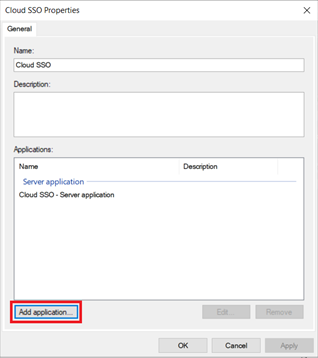 Cloud SSO Properties
General
Name:
Cloud SSO
Description:
Applications:
Name Description
Server application
Cloud SSO - Server application
Add application... Edit... Remove
OK Cancel Apply